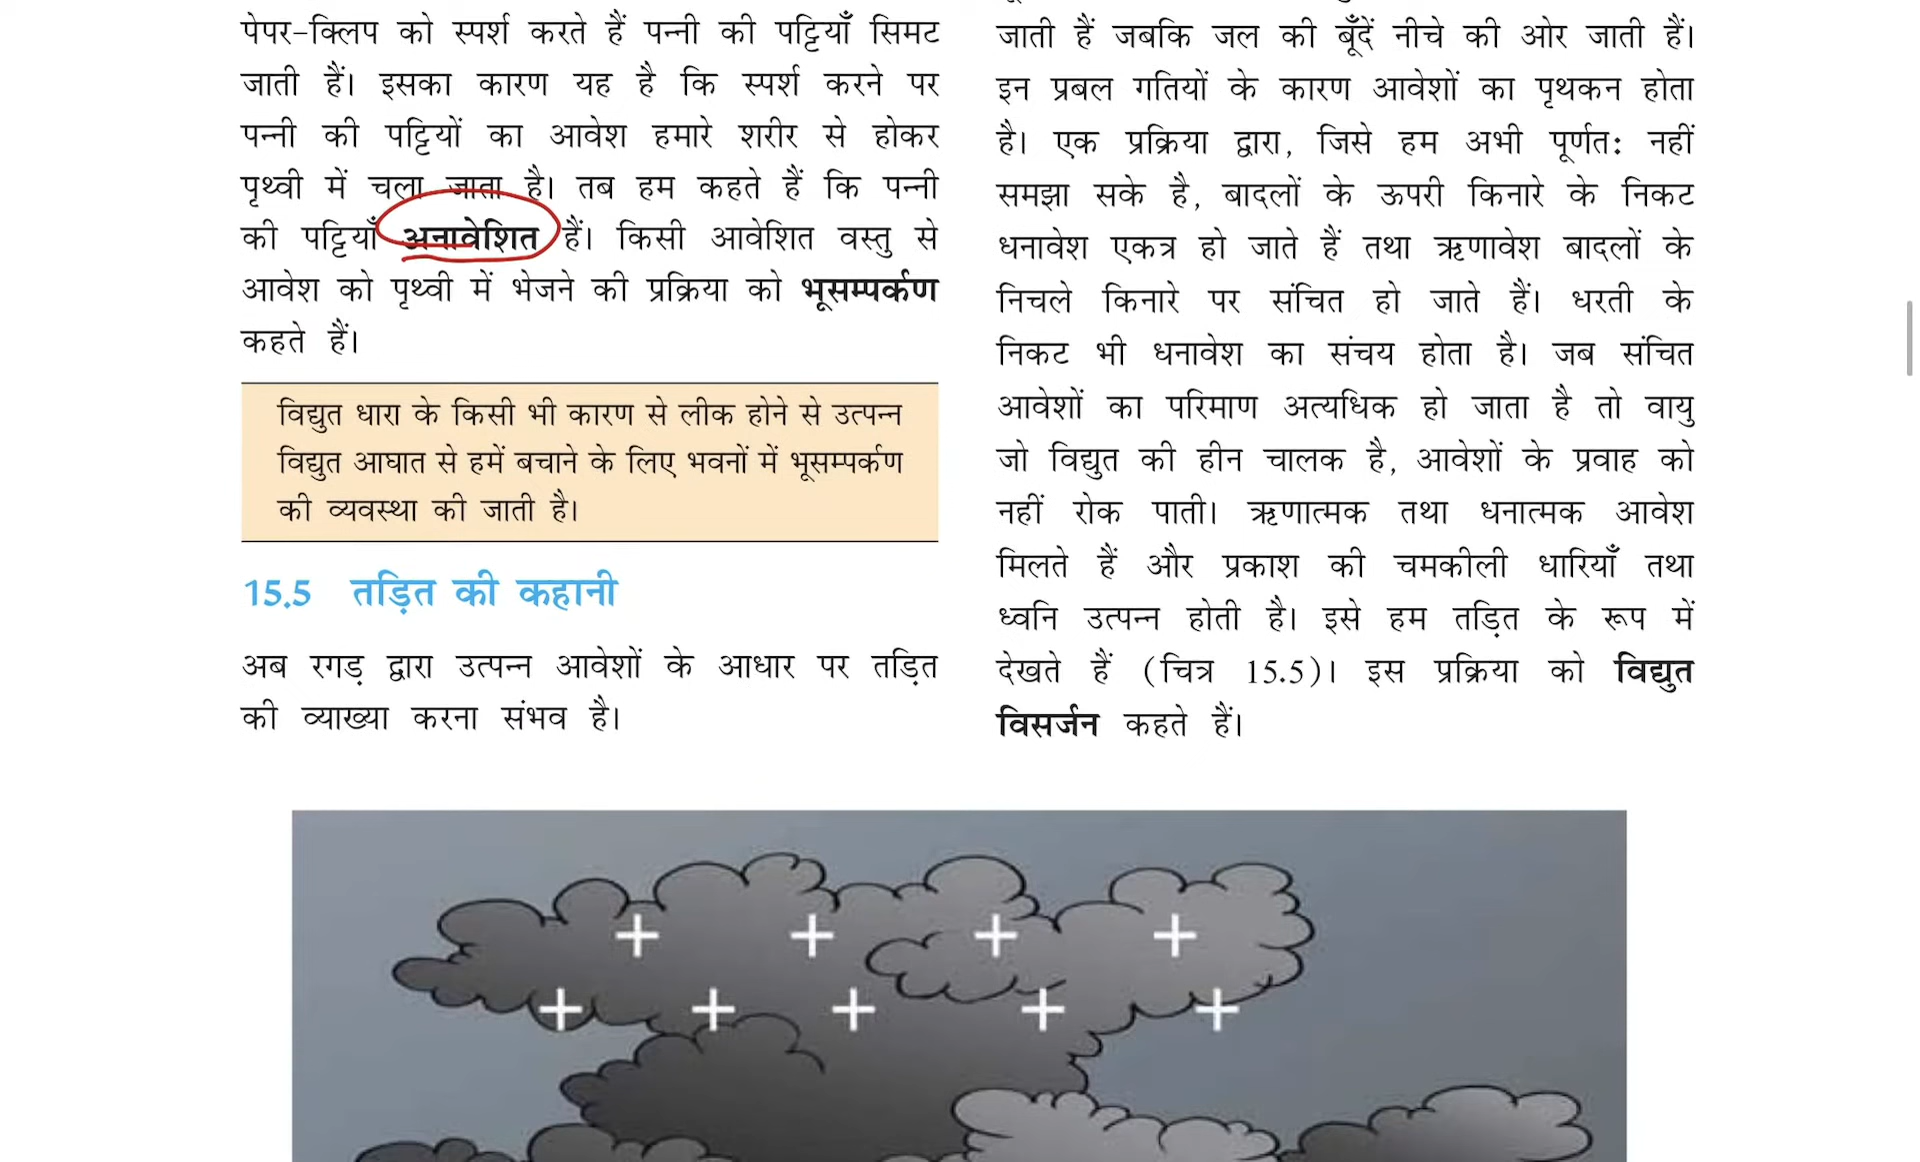 पेपर-क्लिप को स्पर्श करते हैं पन्नी की पट्टियाँ सिमट
जाती हैं। इसका कारण यह है कि स्पर्श करने पर
पन्नी की पट्टियों का आवेश हमारे शरीर से होकर
पृथ्वी में चला जाता है। तब हम कहते हैं कि पन्नी
की पट्टियाँ अनावेशित हैं। किसी आवेशित वस्तु से
आवेश को पृथ्वी में भेजने की प्रक्रिया को भूसम्पर्कण
कहते हैं।
विद्युत धारा के किसी भी कारण से लीक होने से उत्पन्न
विद्युत आघात से हमें बचाने के लिए भवनों में भूसम्पर्कण
की व्यवस्था की जाती है।
15.5 तड़ित की कहानी
अब रगड़ द्वारा उत्पन्न आवेशों के आधार पर तड़ित
की व्याख्या करना संभव है।
जाती हैं जबकि जल की बूँदें नीचे की ओर जाती हैं।
इन प्रबल गतियों के कारण आवेशों का पृथकन होता
है। एक प्रक्रिया द्वारा, जिसे हम अभी पूर्णत: नहीं
समझा सके है, बादलों के ऊपरी किनारे के निकट
धनावेश एकत्र हो जाते हैं तथा ऋणावेश बादलों के
निचले किनारे पर संचित हो जाते हैं। धरती के
निकट भी धनावेश का संचय होता है। जब संचित
आवेशों का परिमाण अत्यधिक हो जाता है तो वायु
जो विद्युत की हीन चालक है, आवेशों के प्रवाह को
नहीं रोक पाती। ऋणात्मक तथा धनात्मक आवेश
मिलते हैं और प्रकाश की चमकीली धारियाँ तथा
ध्वनि उत्पन्न होती है। इसे हम तड़ित के रूप में
देखते हैं (चित्र 15.5)। इस प्रक्रिया को विद्युत
विसर्जन कहते हैं।
+ + + +
+ + + + +